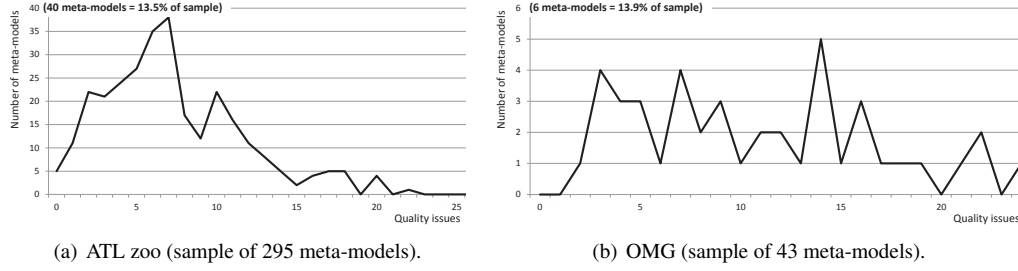 (40 meta-models = 13.5% of sample)
Number of meta-models
40
35
30
25
20
15
10
5
0
0 5 10 15 20 25
Quality issues
(a) ATL zoo (sample of 295 meta-models).
(6 meta-models = 13.9% of sample)
Number of meta-models
6
5
4
3
2
1
0
0 5 10 15 20
Quality issues
(b) OMG (sample of 43 meta-models).